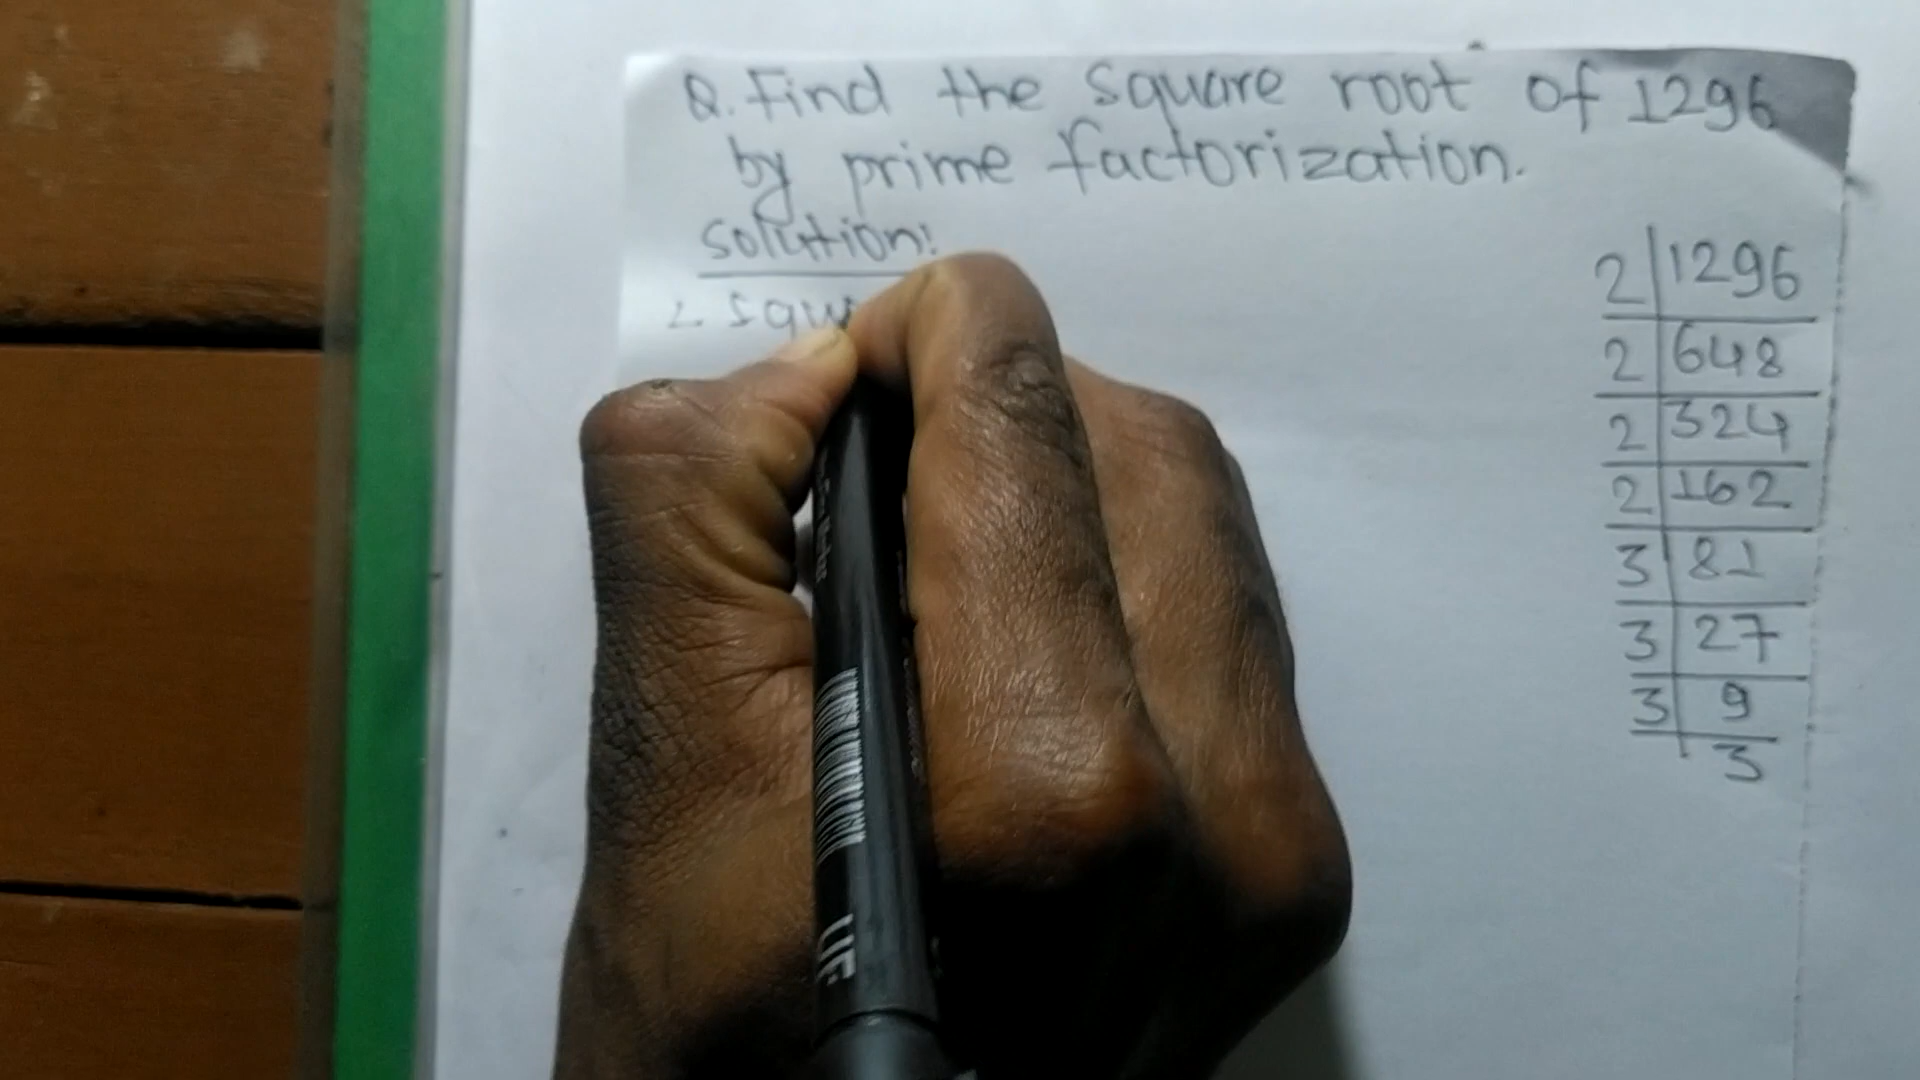 Q. Find the square root of 1296
by prime factorization.
Solution:
2 1296
2 648
2 324
2 162
3 81
3 27
3 9
3